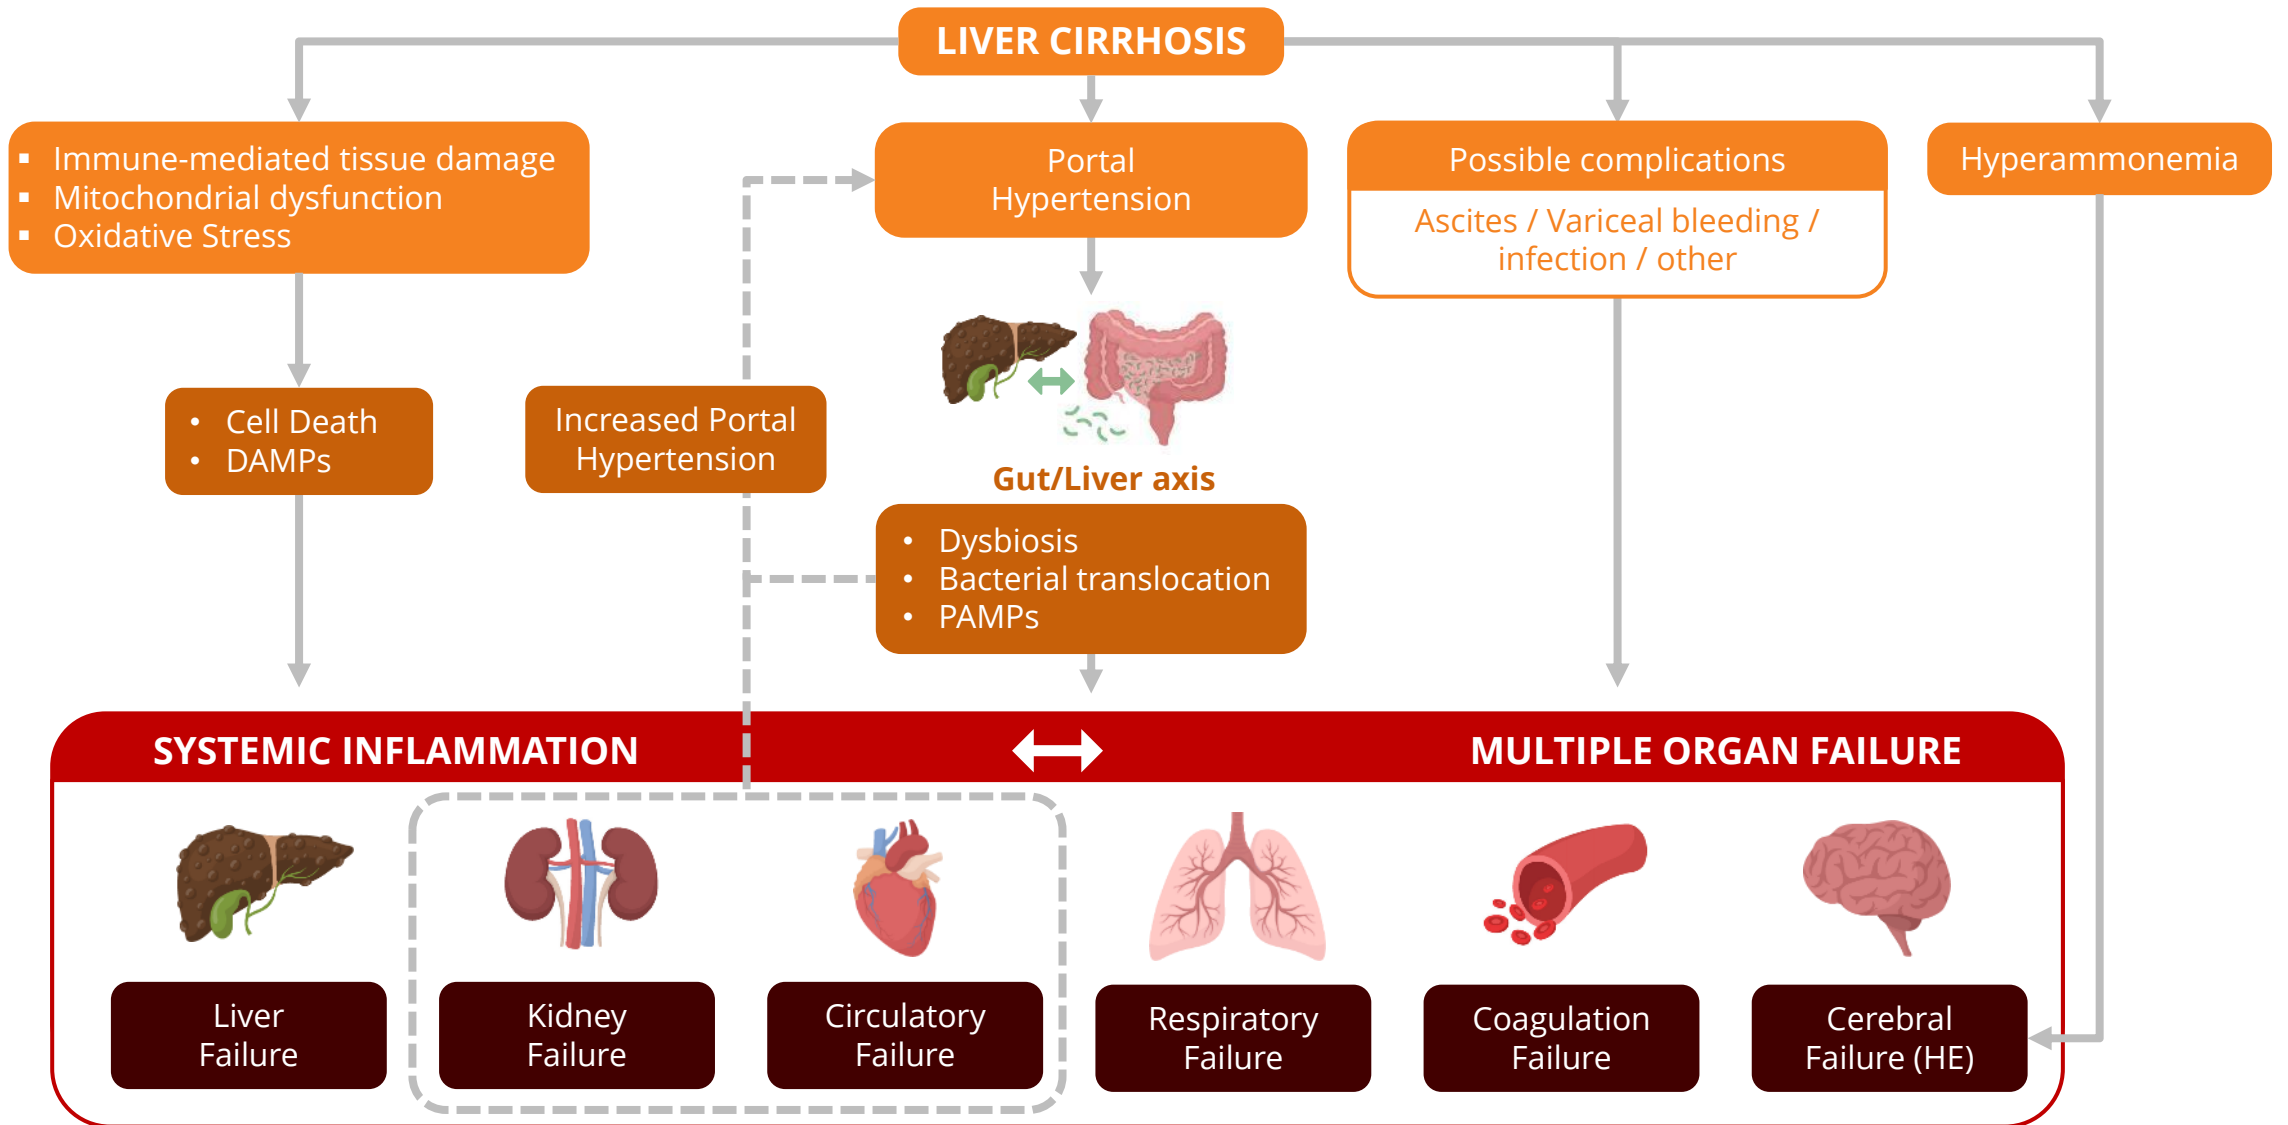 LIVER CIRRHOSIS
▪ Immune-mediated tissue damage
▪ Mitochondrial dysfunction
▪ Oxidative Stress
Portal
Hypertension
Possible complications
Ascites / Variceal bleeding /
infection / other
Hyperammonemia
• Cell Death
• DAMPs
Increased Portal
Hypertension
Gut/Liver axis
• Dysbiosis
• Bacterial translocation
• PAMPs
SYSTEMIC INFLAMMATION
MULTIPLE ORGAN FAILURE
Liver
Failure
Kidney
Failure
Circulatory
Failure
Respiratory
Failure
Coagulation
Failure
Cerebral
Failure (HE)